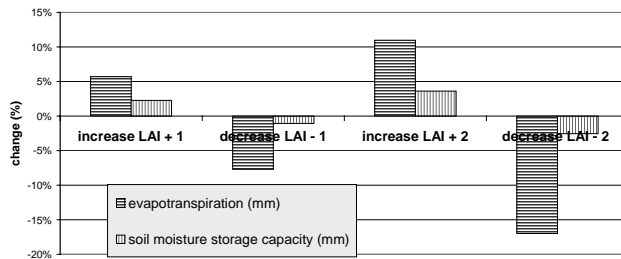 15%
10%
5%
0%
-5%
-10%
-15%
-20%
change (%)
increase LAI + 1
decrease LAI - 1
increase LAI + 2
decrease LAI - 2
evapotranspiration (mm)
soil moisture storage capacity (mm)